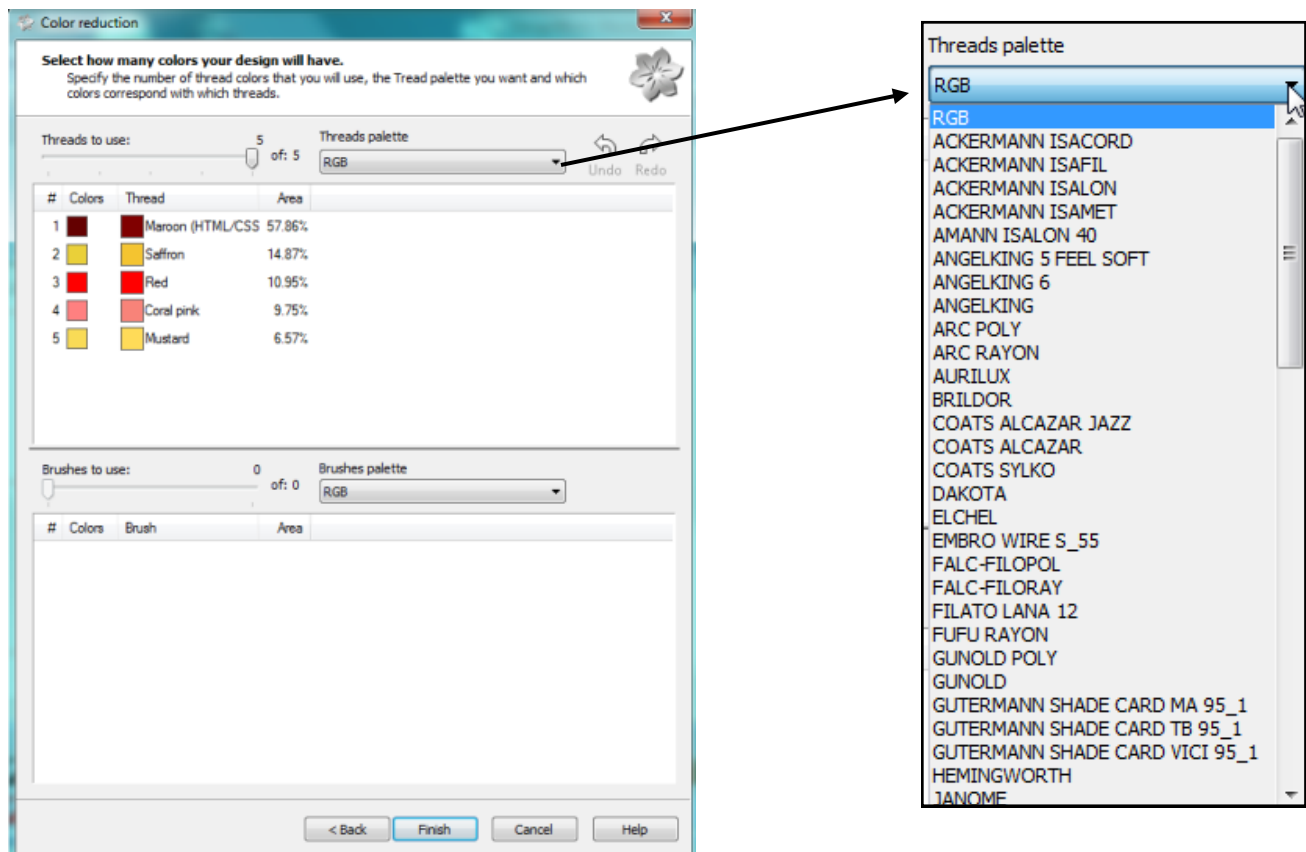 Color reduction
Select how many colors your design will have.
Specify the number of thread colors that you will use, the Tread palette you want and which
colors correspond with which threads.
Threads to use: 5 of: 5
Threads palette
RGB
Undo Redo
# Colors Thread Area
1 Maroon (HTML/CSS 57.86%
2 Saffron 14.87%
3 Red 10.95%
4 Coral pink 9.75%
5 Mustard 6.57%
Brushes to use: 0 of: 0
Brushes palette
RGB
# Colors Brush Area
< Back Finish Cancel Help
Threads palette
RGB
RGB
ACKERMANN ISACORD
ACKERMANN ISAFIL
ACKERMANN ISALON
ACKERMANN ISAMET
AMANN ISALON 40
ANGELKING 5 FEEL SOFT
ANGELKING 6
ANGELKING
ARC POLY
ARC RAYON
AURILUX
BRILDOR
COATS ALCAZAR JAZZ
COATS ALCAZAR
COATS SYLKO
DAKOTA
ELCHEL
EMBRO WIRE S_55
FALC-FILOPOL
FALC-FILORAY
FILATO LANA 12
FUFU RAYON
GUNOLD POLY
GUNOLD
GUTERMANN SHADE CARD MA 95_1
GUTERMANN SHADE CARD TB 95_1
GUTERMANN SHADE CARD VICI 95_1
HEMINGWORTH
JANOME